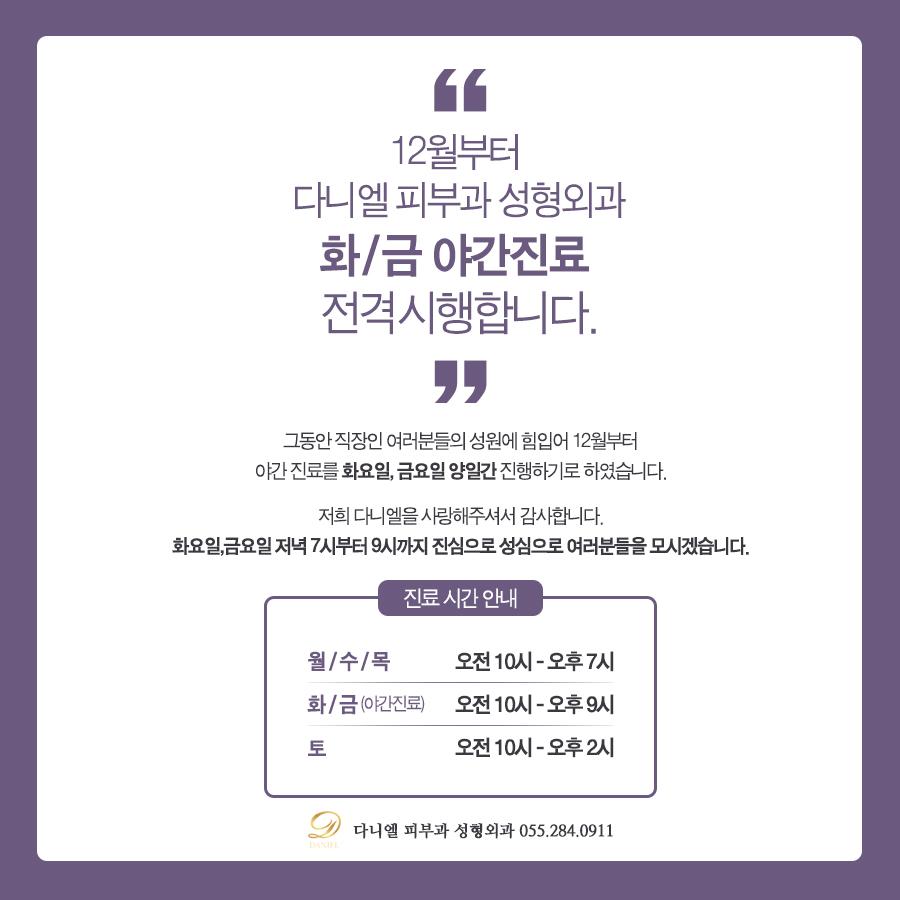 “
12월부터
다니엘 피부과 성형외과
화/금 야간진료
전격시행합니다.
”
그동안 직장인 여러분들의 성원에 힘입어 12월부터
야간 진료를 화요일, 금요일 양일간 진행하기로 하였습니다.
저희 다니엘을 사랑해주셔서 감사합니다.
화요일,금요일 저녁 7시부터 9시까지 진심으로 성심으로 여러분들을 모시겠습니다.
진료 시간 안내
월/수/목 오전 10시 - 오후 7시
화/금(야간진료) 오전 10시 - 오후 9시
토 오전 10시 - 오후 2시
다니엘 피부과 성형외과 055.284.0911
DANIEL